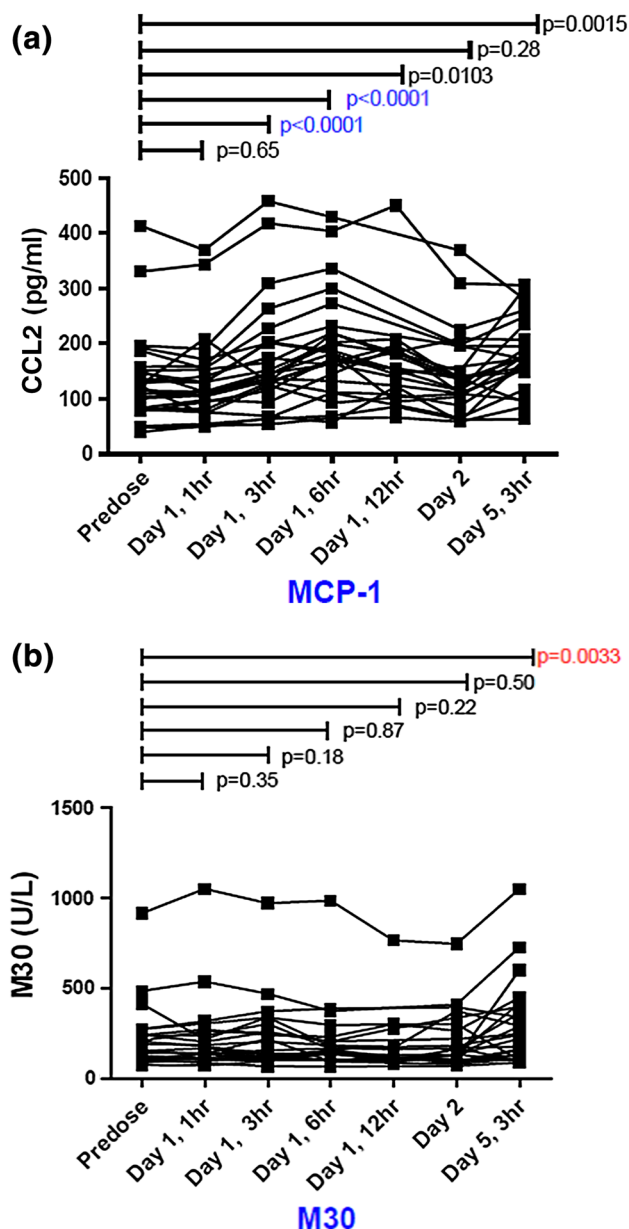 (a)
p=0.0015
p=0.28
p=0.0103
p<0.0001
p<0.0001
p=0.65
500
400
300
200
100
0
CCL2 (pg/ml)
Predose
Day 1, 1hr
Day 1, 3hr
Day 1, 6hr
Day 1, 12hr
Day 2
Day 5, 3hr
MCP-1
(b)
p=0.0033
p=0.50
p=0.22
p=0.87
p=0.18
p=0.35
1500
1000
500
0
M30 (U/L)
Predose
Day 1, 1hr
Day 1, 3hr
Day 1, 6hr
Day 1, 12hr
Day 2
Day 5, 3hr
M30